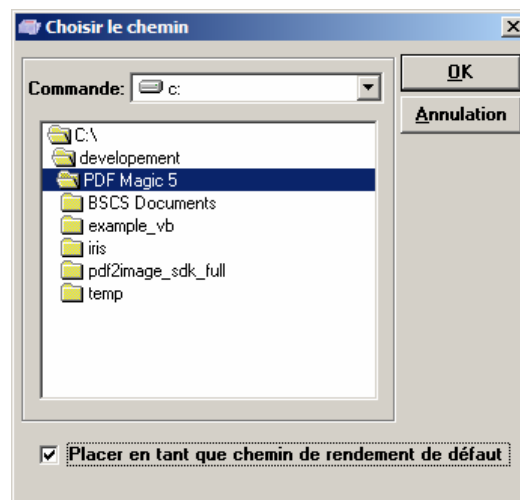 Choisir le chemin
OK
Commande: c:
Annulation
C:\
developement
PDF Magic 5
BSCS Documents
example_vb
iris
pdf2image_sdk_full
temp
Placer en tant que chemin de rendement de défaut